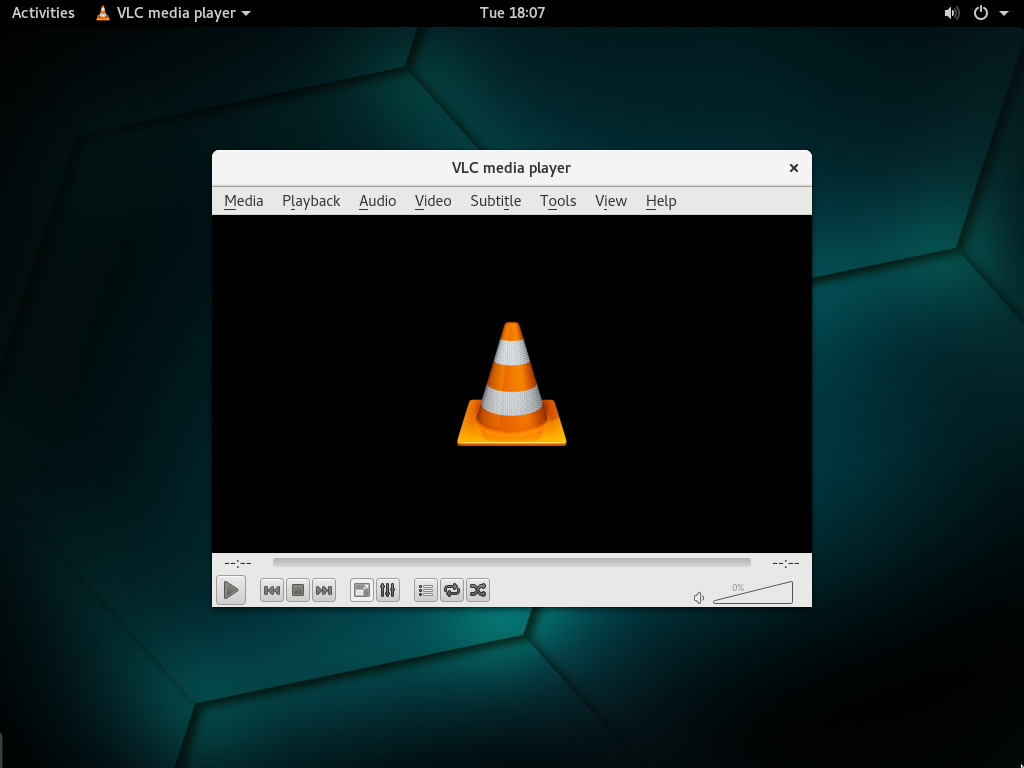 Activities VLC media player Tue 18:07
VLC media player
Media Playback Audio Video Subtitle Tools View Help
--:-- --:--
0%